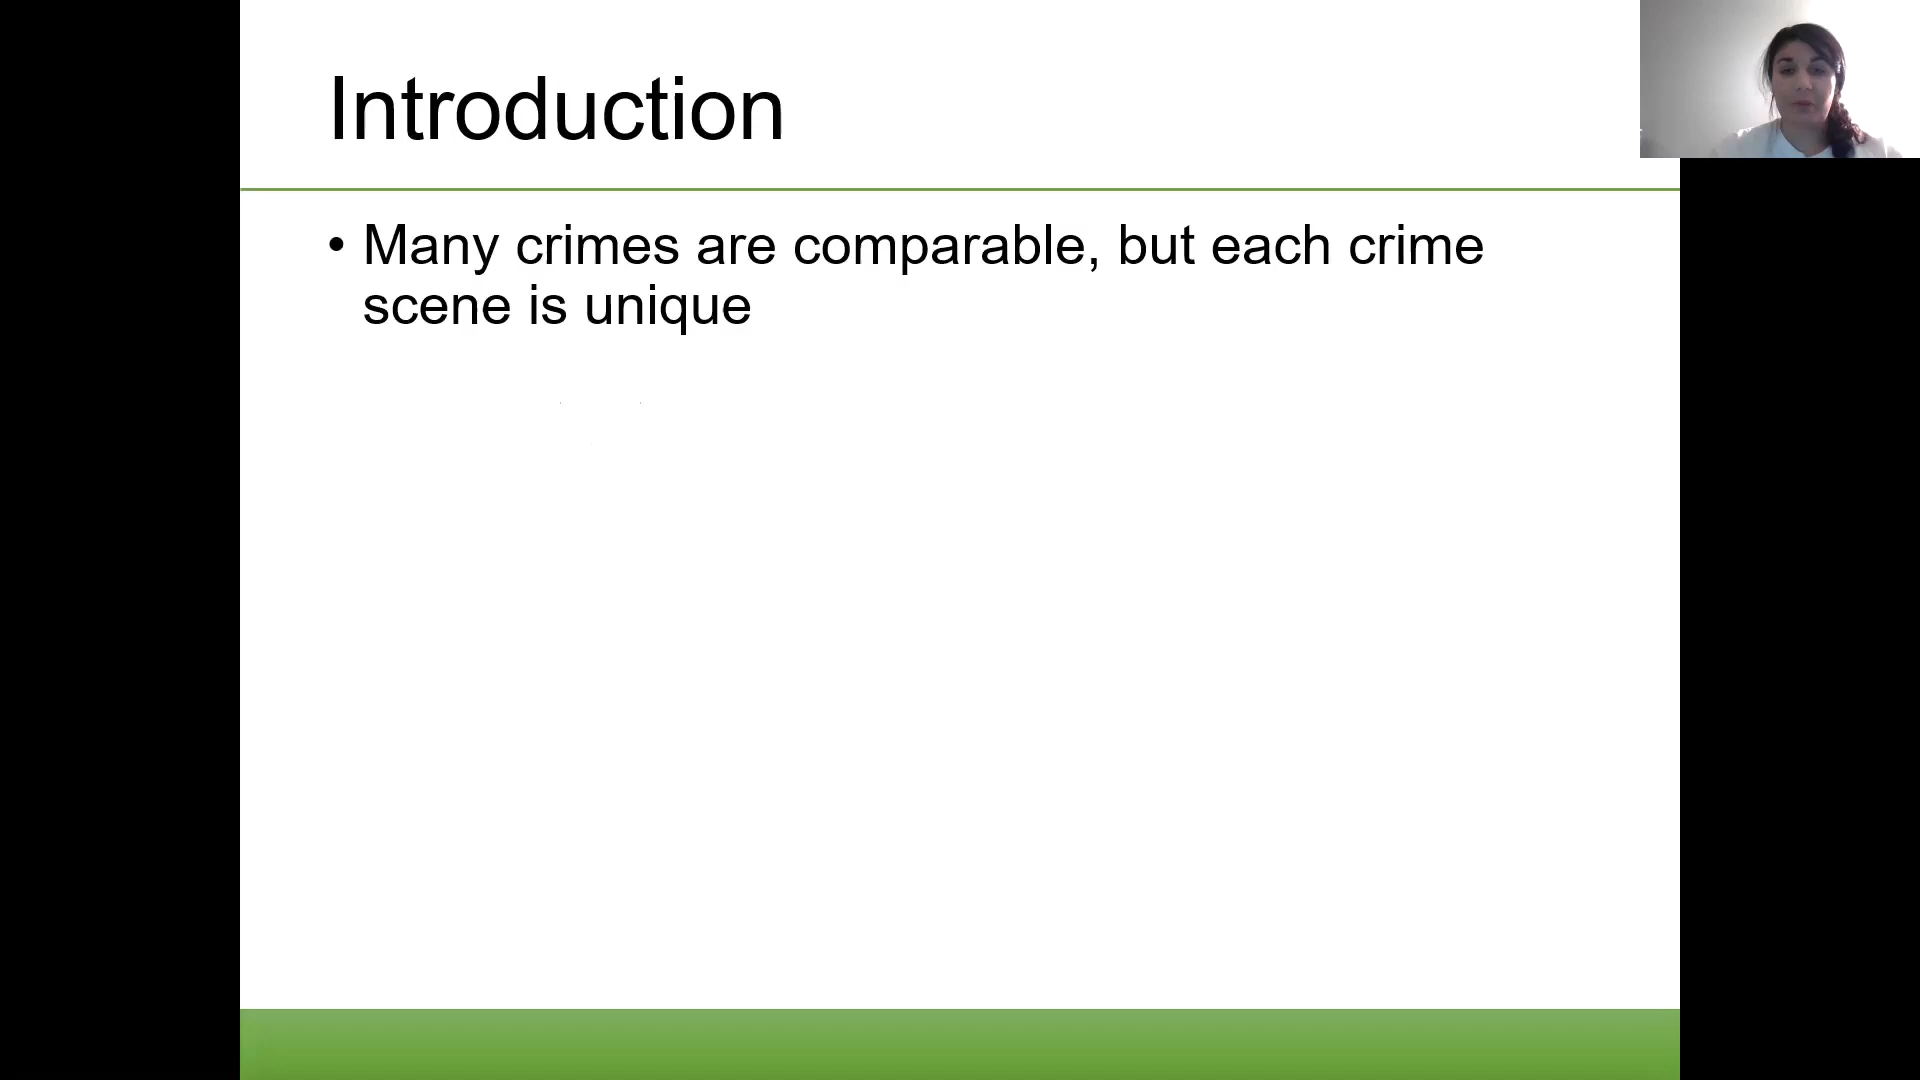 Introduction
• Many crimes are comparable, but each crime
scene is unique